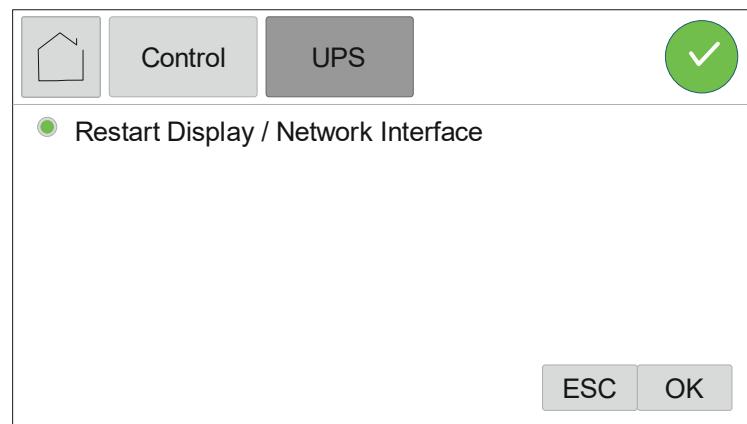 Control
UPS
Restart Display / Network Interface
ESC
OK